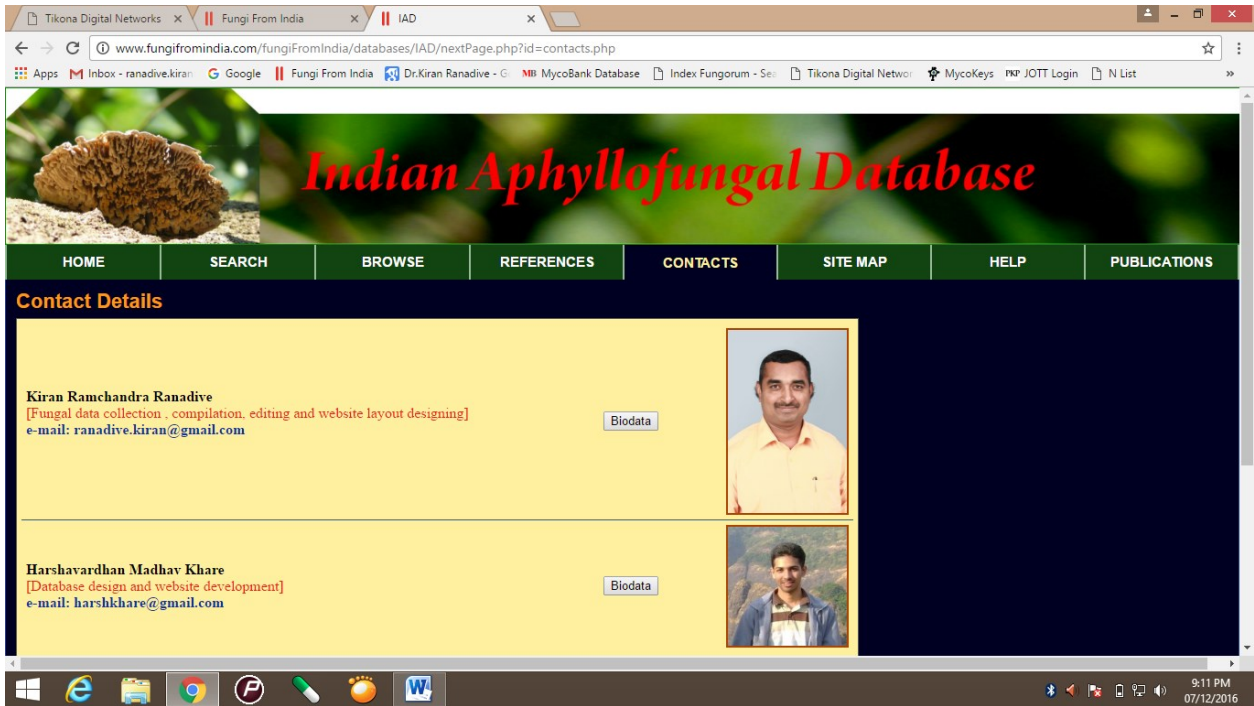 Tikona Digital Networks
Fungi From India
IAD
www.fungifromindia.com/fungiFromIndia/databases/IAD/nextPage.php?id=contacts.php
Apps
Inbox - ranadive.kiran
Google
Fungi From India
Dr.Kiran Ranadive - G
MB MycoBank Database
Index Fungorum - Sea
Tikona Digital Networ
MycoKeys
PKP JOTT Login
N List
»
Indian Aphyllofungal Database
HOME
SEARCH
BROWSE
REFERENCES
CONTACTS
SITE MAP
HELP
PUBLICATIONS
Contact Details
Kiran Ramchandra Ranadive
[Fungal data collection , compilation, editing and website layout designing]
e-mail: ranadive.kiran@gmail.com
Biodata
Harshavardhan Madhav Khare
[Database design and website development]
e-mail: harshkhare@gmail.com
Biodata
9:11 PM
07/12/2016